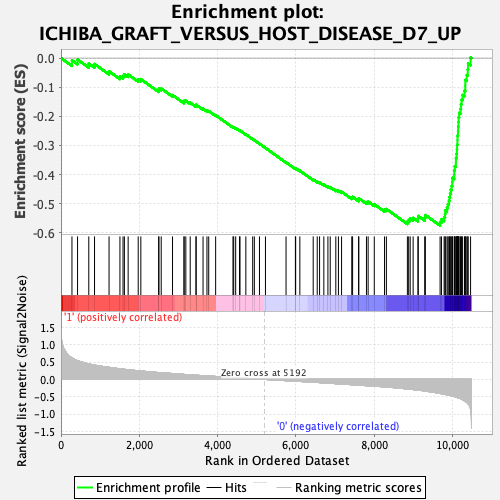 Enrichment plot:
ICHIBA_GRAFT_VERSUS_HOST_DISEASE_D7_UP
Enrichment score (ES)
0.0
-0.1
-0.2
-0.3
-0.4
-0.5
-0.6
'1' (positively correlated)
Ranked list metric (Signal2Noise)
1.5
1.0
0.5
0.0
-0.5
-1.0
-1.5
Zero cross at 5192
'0' (negatively correlated)
0
2,000
4,000
6,000
8,000
10,000
Rank in Ordered Dataset
Enrichment profile
Hits
Ranking metric scores